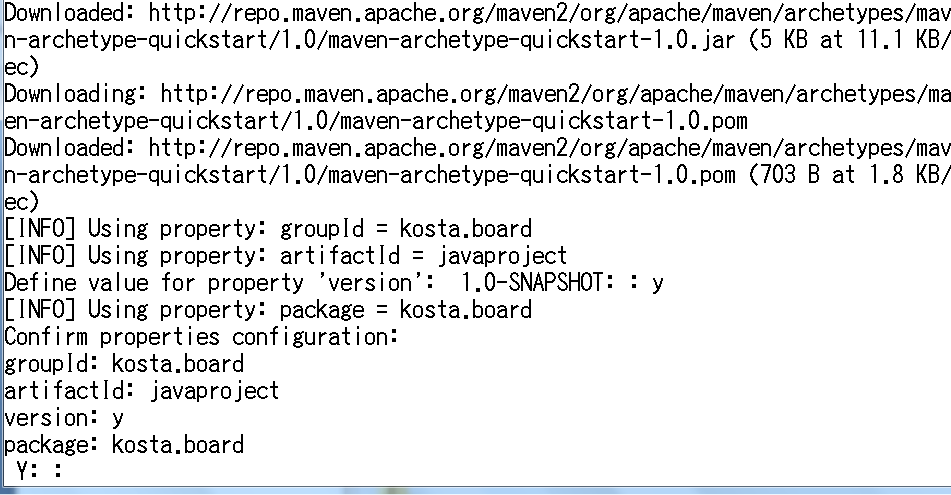 Downloaded: http://repo.maven.apache.org/maven2/org/apache/maven/archetypes/mav
n-archetype-quickstart/1.0/maven-archetype-quickstart-1.0.jar (5 KB at 11.1 KB/
ec)
Downloading: http://repo.maven.apache.org/maven2/org/apache/maven/archetypes/ma
en-archetype-quickstart/1.0/maven-archetype-quickstart-1.0.pom
Downloaded: http://repo.maven.apache.org/maven2/org/apache/maven/archetypes/mav
n-archetype-quickstart/1.0/maven-archetype-quickstart-1.0.pom (703 B at 1.8 KB/
ec)
[INFO] Using property: groupId = kosta.board
[INFO] Using property: artifactId = javaproject
Define value for property 'version':  1.0-SNAPSHOT: : y
[INFO] Using property: package = kosta.board
Confirm properties configuration:
groupId: kosta.board
artifactId: javaproject
version: y
package: kosta.board
 Y: :